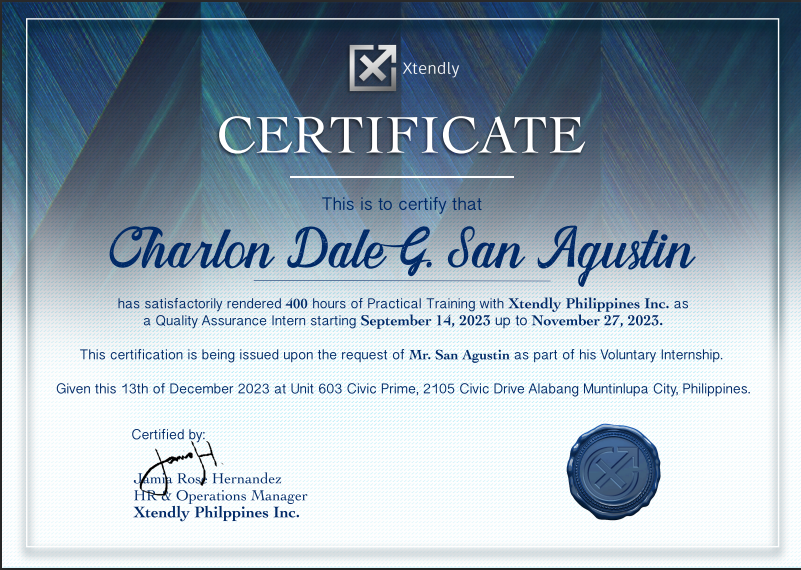 Xtendly
CERTIFICATE
This is to certify that
Charlon Dale G. San Agustin
has satisfactorily rendered 400 hours of Practical Training with Xtendly Philippines Inc. as
a Quality Assurance Intern starting September 14, 2023 up to November 27, 2023.
This certification is being issued upon the request of Mr. San Agustin as part of his Voluntary Internship.
Given this 13th of December 2023 at Unit 603 Civic Prime, 2105 Civic Drive Alabang Muntinlupa City, Philippines.
Certified by:
Jamia Rose Hernandez
HR & Operations Manager
Xtendly Philppines Inc.